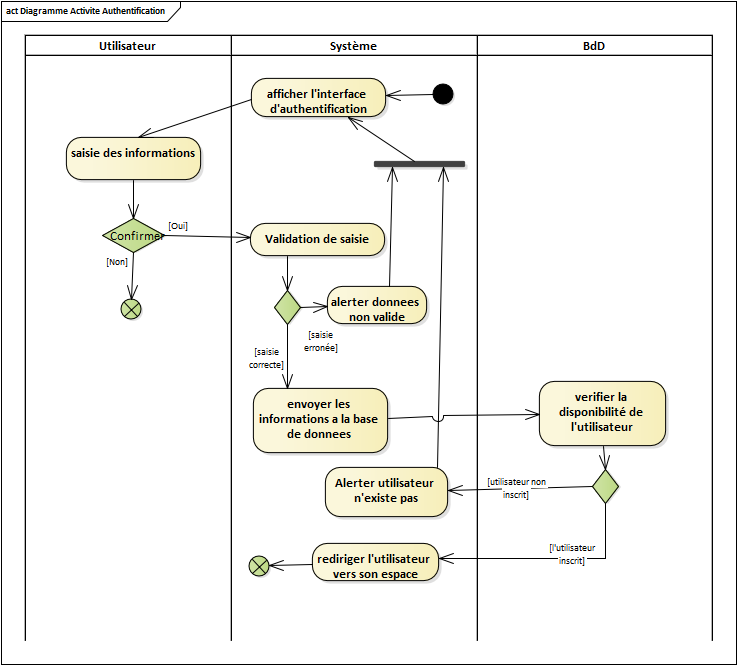 act Diagramme Activite Authentification
Utilisateur
Système
BdD
afficher l'interface
d'authentification
saisie des informations
Confirmer
[Oui]
[Non]
Validation de saisie
alerter donnees
non valide
[saisie
erronée]
[saisie
correcte]
envoyer les
informations a la base
de donnees
verifier la
disponibilité de
l'utilisateur
[utilisateur non
inscrit]
Alerter utilisateur
n'existe pas
[l'utilisateur
inscrit]
rediriger l'utilisateur
vers son espace